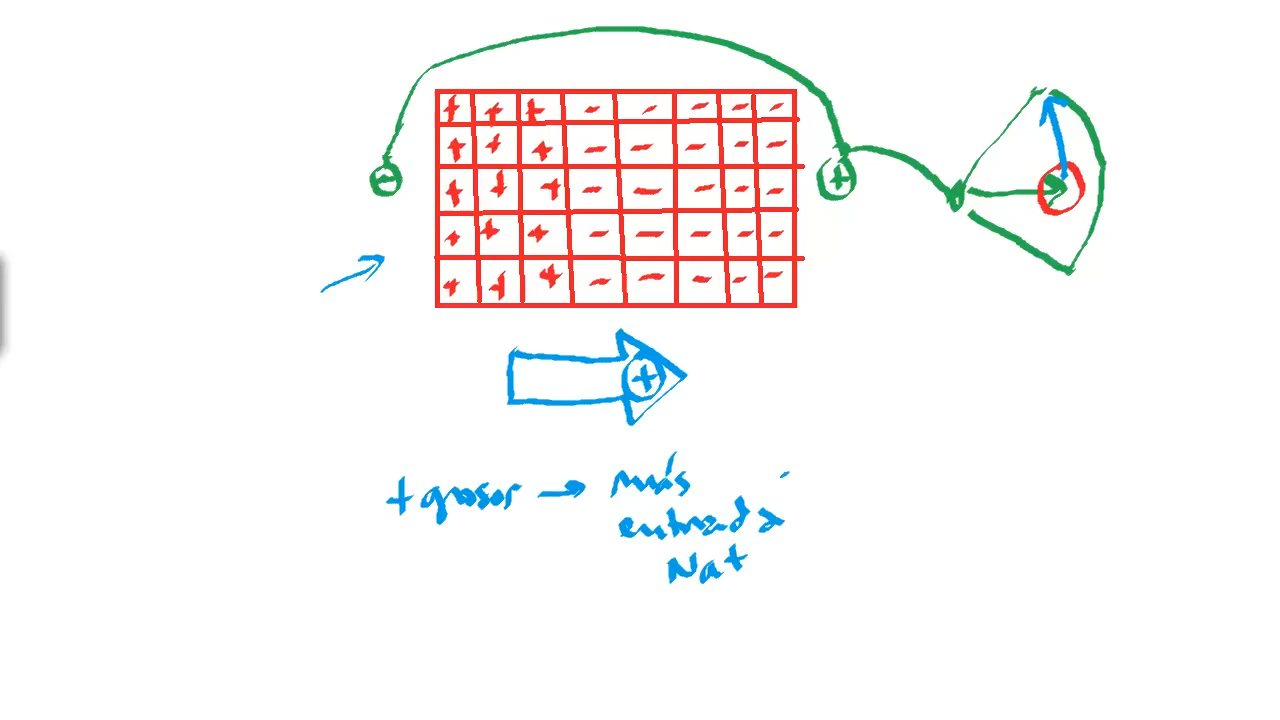 + + + - - - - -
+ + + - - - - -
- + + + - - - - - +
+ + + - - - - -
+ + + - - - - -
+
+ grosor → más
entrada
Na+